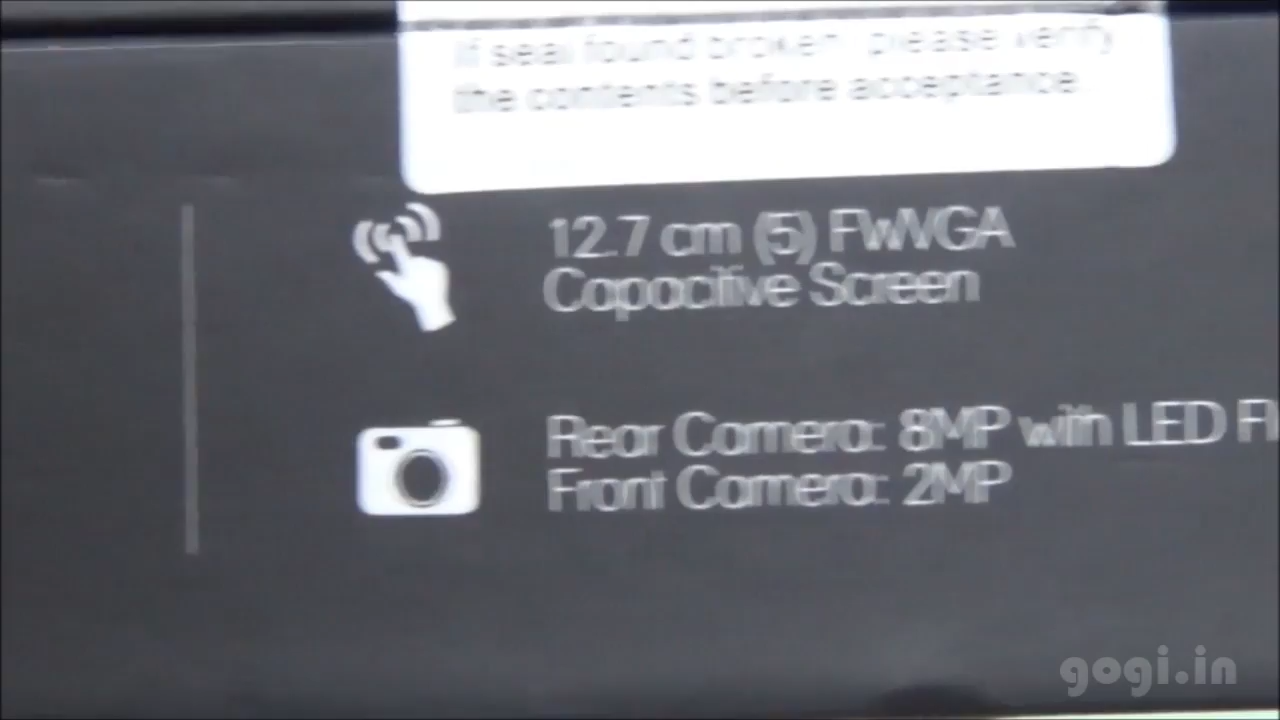 If seal found broken, please verify
the contents before acceptance
12.7 cm (5) FWVGA
Capacitive Screen
Rear Camera: 8MP with LED Fl
Front Camera: 2MP
gogi.in